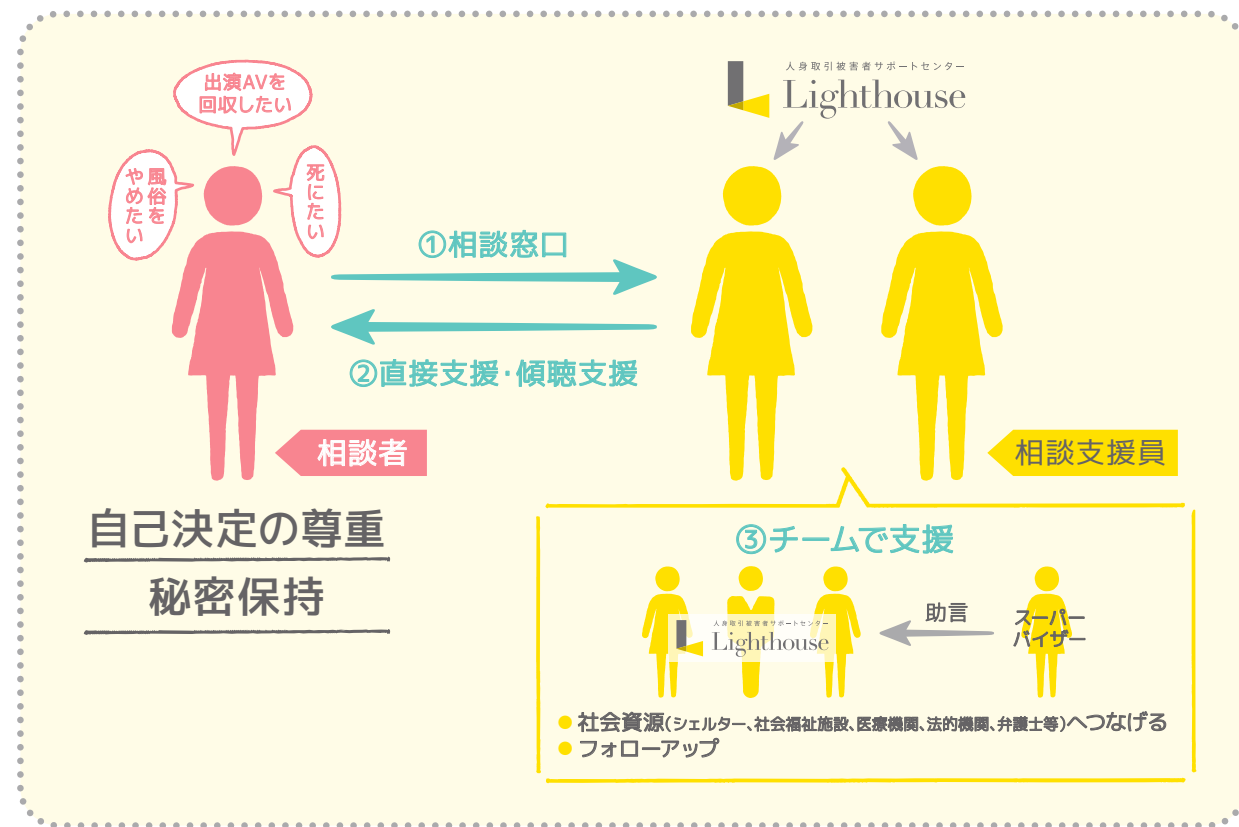 出演AVを
回収したい
風俗を
やめたい
死にたい
人身取引被害者サポートセンター
Lighthouse
①相談窓口
②直接支援・傾聴支援
相談者
相談支援員
自己決定の尊重
秘密保持
③チームで支援
人身取引被害者サポートセンター
Lighthouse
助言
スーパー
バイザー
●社会資源(シェルター、社会福祉施設、医療機関、法的機関、弁護士等)へつなげる
●フォローアップ